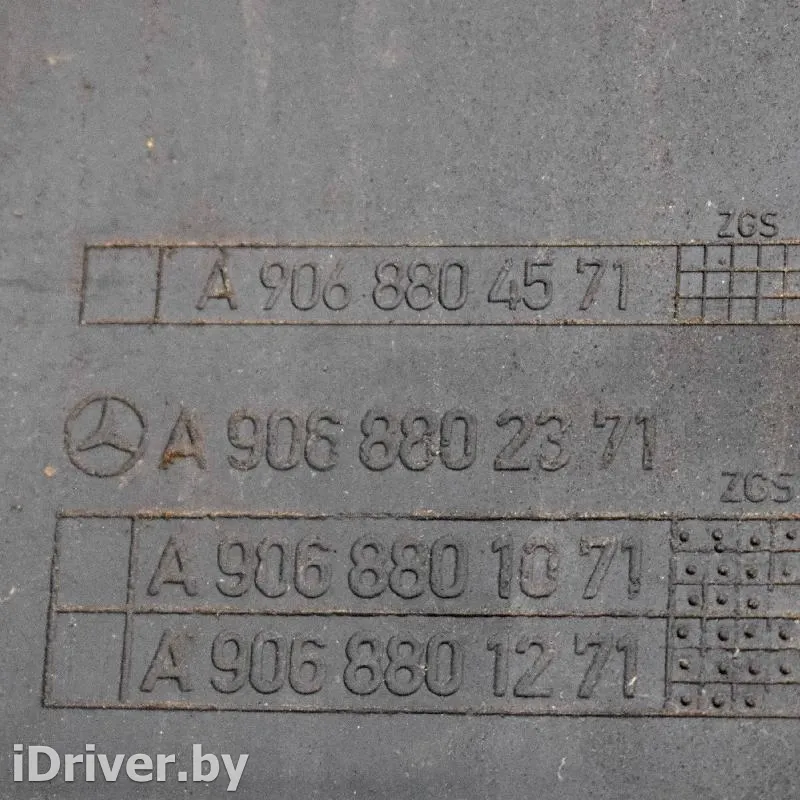 ZGS
A 906 880 45 71
A 906 880 23 71
ZGS
A 906 880 10 71
A 906 880 12 71
iDriver.by